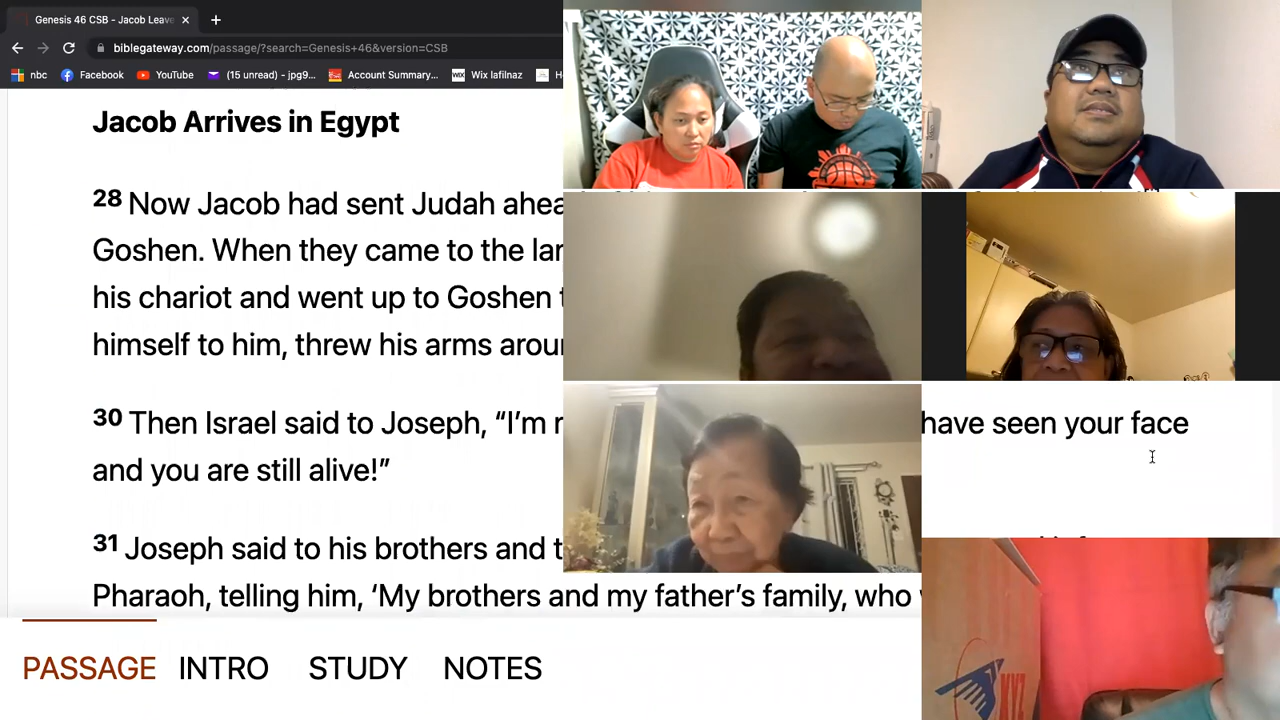 Genesis 46 CSB - Jacob Leave
biblegateway.com/passage/?search=Genesis+46&version=CSB
nbc Facebook YouTube (15 unread) - jpg9... Account Summary... Wix lafilnaz
Jacob Arrives in Egypt
28 Now Jacob had sent Judah ahea
Goshen. When they came to the lan
his chariot and went up to Goshen t
himself to him, threw his arms arou
30 Then Israel said to Joseph, “I’m r have seen your face
and you are still alive!”
31 Joseph said to his brothers and t
Pharaoh, telling him, ‘My brothers and my father’s family, who
PASSAGE INTRO STUDY NOTES
XYZ